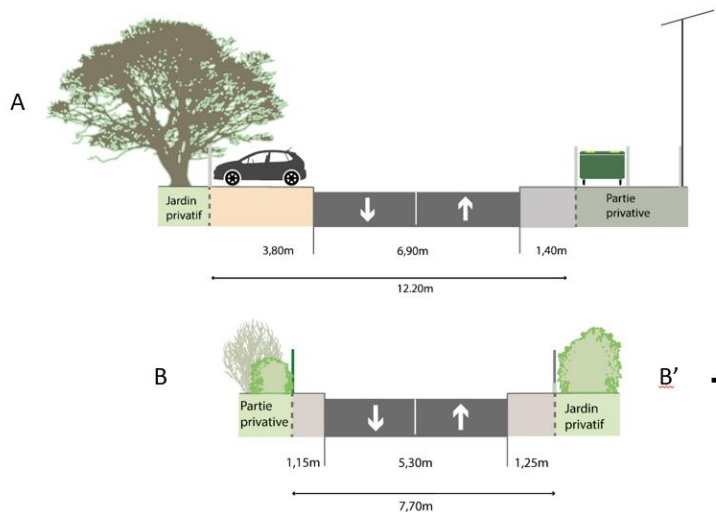 A
Jardin
privatif
Partie
privative
3,80m
6,90m
1,40m
12.20m
B
B'
Partie
privative
Jardin
privatif
1,15m
5,30m
1,25m
7,70m